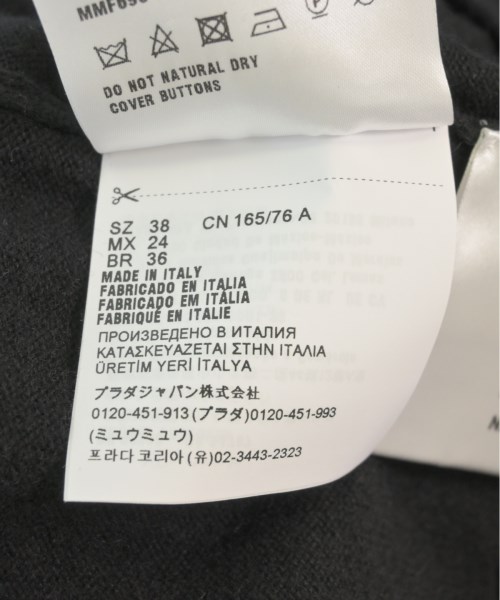 DO NOT NATURAL DRY
COVER BUTTONS
SZ 38 CN 165/76 A
MX 24
BR 36
MADE IN ITALY
FABRICADO EN ITALIA
FABRICADO EM ITÁLIA
FABRIQUÉ EN ITALIE
ПРОИЗВЕДЕНО В ИТАЛИЯ
ΚΑΤΑΣΚΕΥΑΖΕΤΑΙ ΣΤΗΝ ΙΤΑΛΙΑ
ÜRETİM YERİ İTALYA
プラダジャパン株式会社
0120-451-913(プラダ)0120-451-993
(ミュウミュウ)
프라다 코리아(유)02-3443-2323